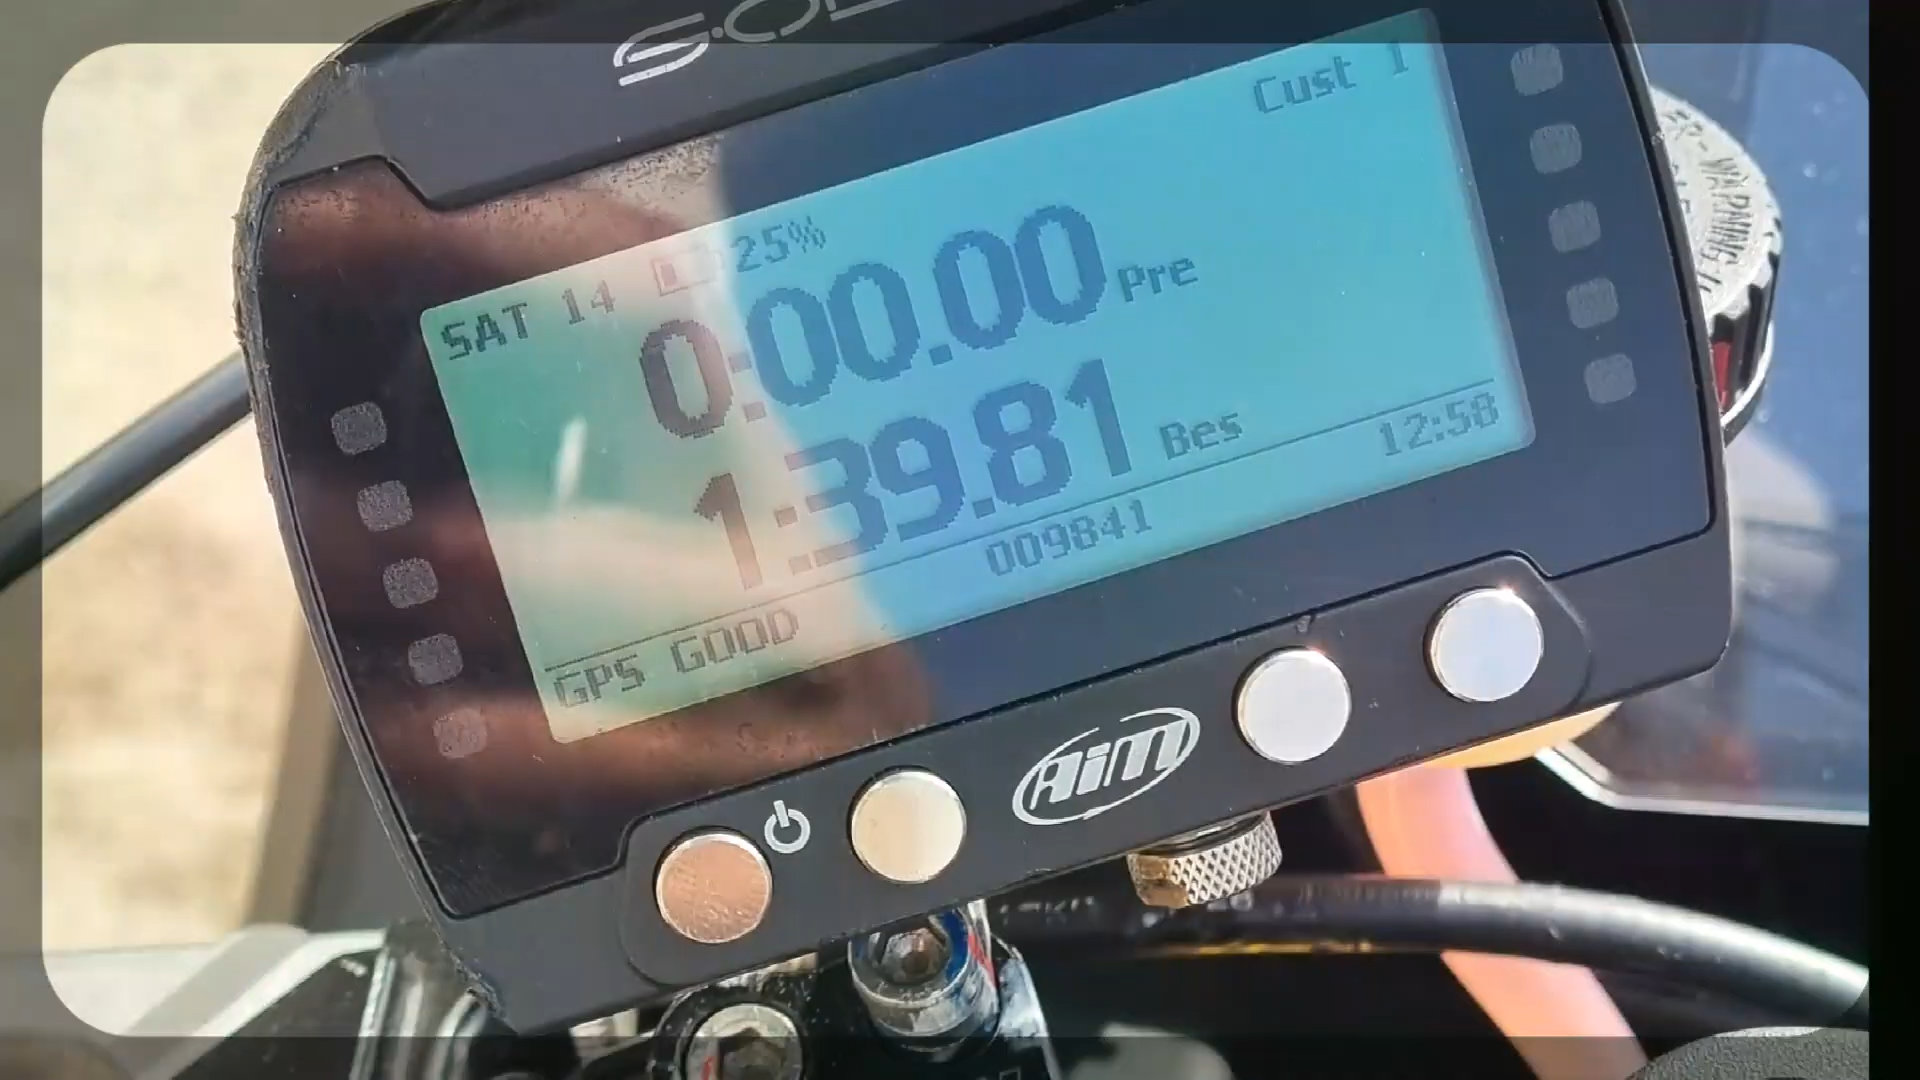 SAT 14 25% Cust 1
0:00.00 Pre
1:39.81 Bes
GPS GOOD 009841 12:58
AiM
WARNING